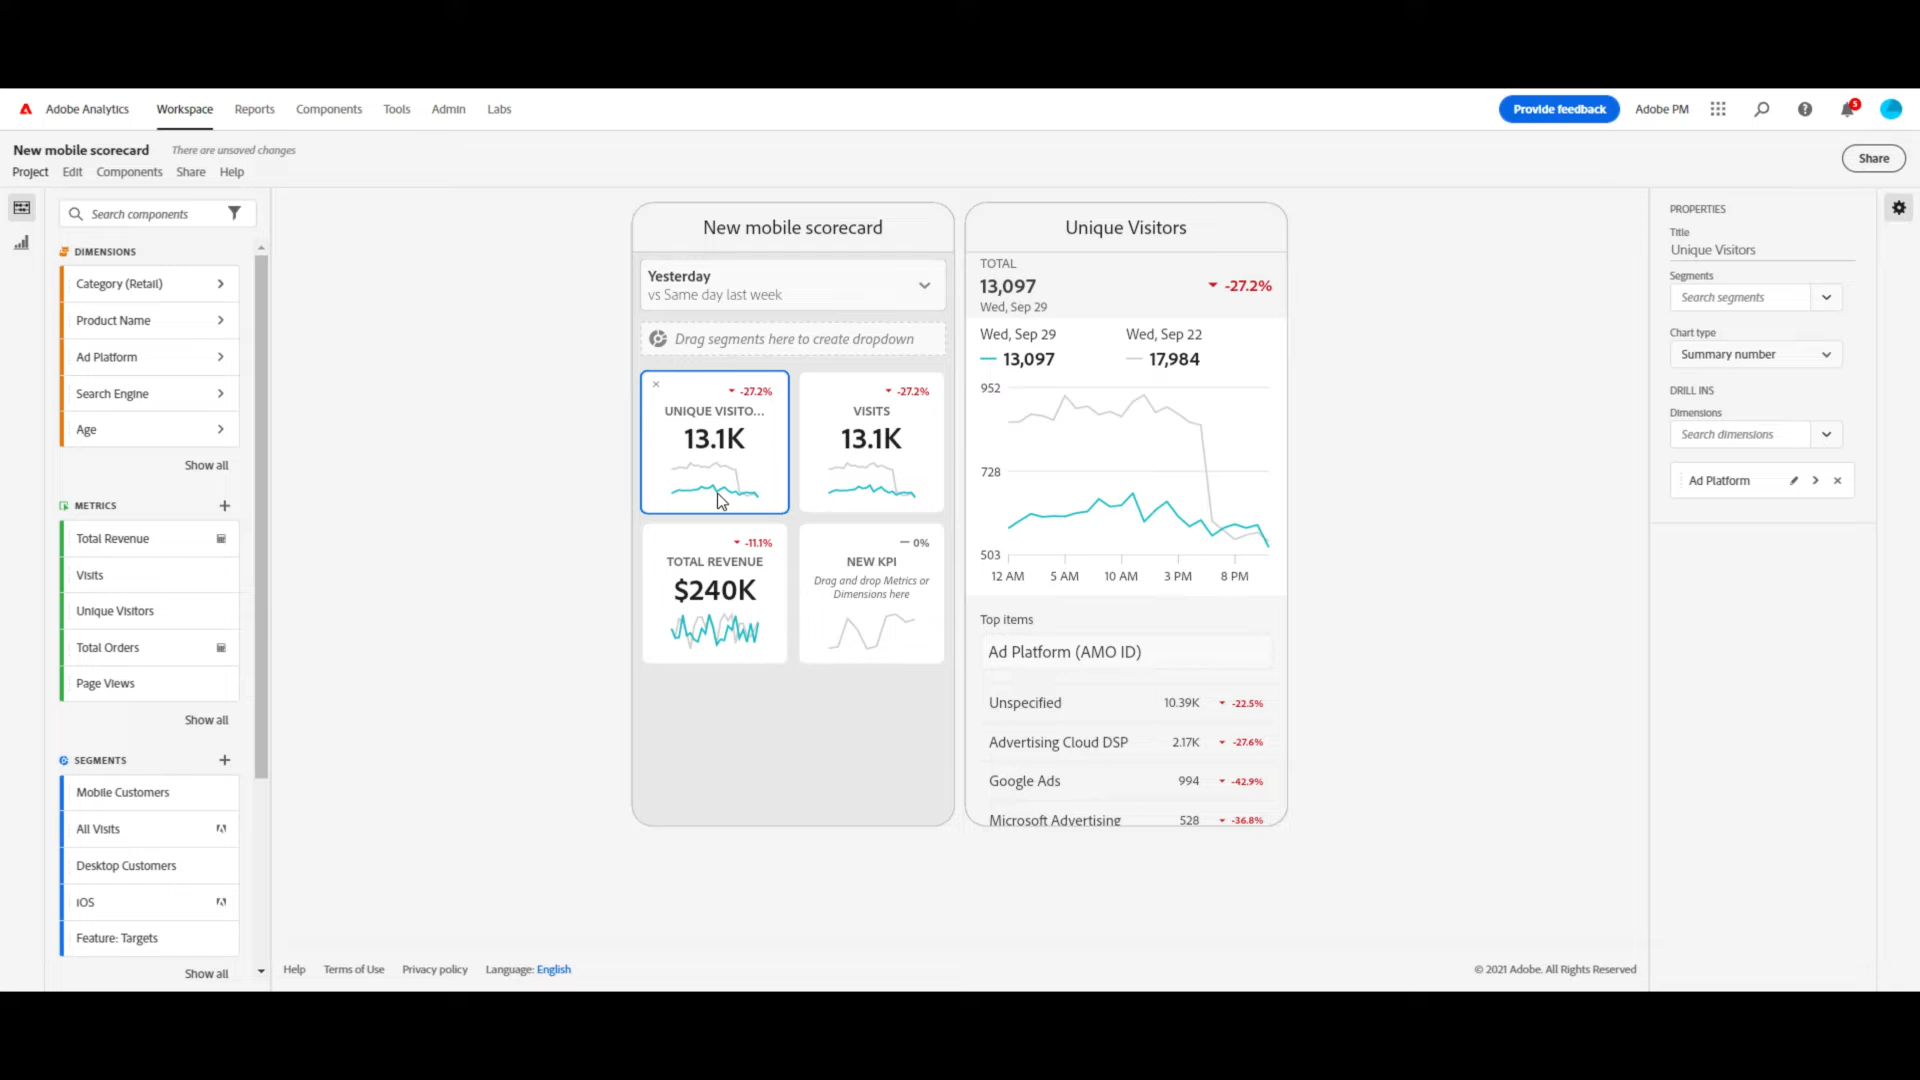 Adobe Analytics Workspace Reports Components Tools Admin Labs Provide feedback Adobe PM 5
New mobile scorecard There are unsaved changes
Project Edit Components Share Help Share
Search components
DIMENSIONS
Category (Retail)
Product Name
Ad Platform
Search Engine
Age
Show all
METRICS
Total Revenue
Visits
Unique Visitors
Total Orders
Page Views
Show all
SEGMENTS
Mobile Customers
All Visits
Desktop Customers
iOS
Feature: Targets
Show all
New mobile scorecard
Yesterday
vs Same day last week
Drag segments here to create dropdown
-27.2%
UNIQUE VISITO...
13.1K
-27.2%
VISITS
13.1K
-11.1%
TOTAL REVENUE
$240K
0%
NEW KPI
Drag and drop Metrics or
Dimensions here
Unique Visitors
TOTAL
13,097 -27.2%
Wed, Sep 29
Wed, Sep 29 Wed, Sep 22
13,097 17,984
952
728
503
12 AM 5 AM 10 AM 3 PM 8 PM
Top items
Ad Platform (AMO ID)
Unspecified 10.39K -22.5%
Advertising Cloud DSP 2.17K -27.6%
Google Ads 994 -42.9%
Microsoft Advertising 528 -36.8%
PROPERTIES
Title
Unique Visitors
Segments
Search segments
Chart type
Summary number
DRILL INS
Dimensions
Search dimensions
Ad Platform
Help Terms of Use Privacy policy Language: English © 2021 Adobe. All Rights Reserved